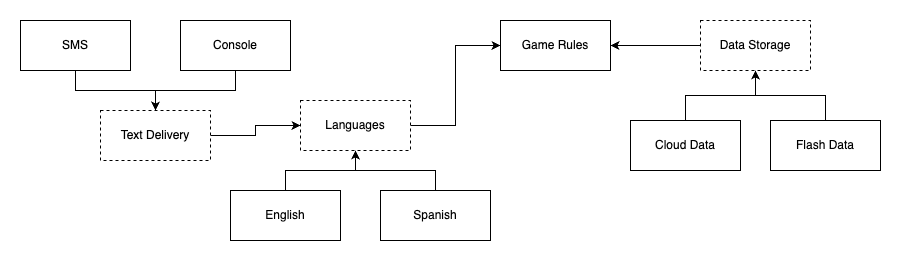 SMS
Console
Game Rules
Data Storage
Text Delivery
Languages
Cloud Data
Flash Data
English
Spanish